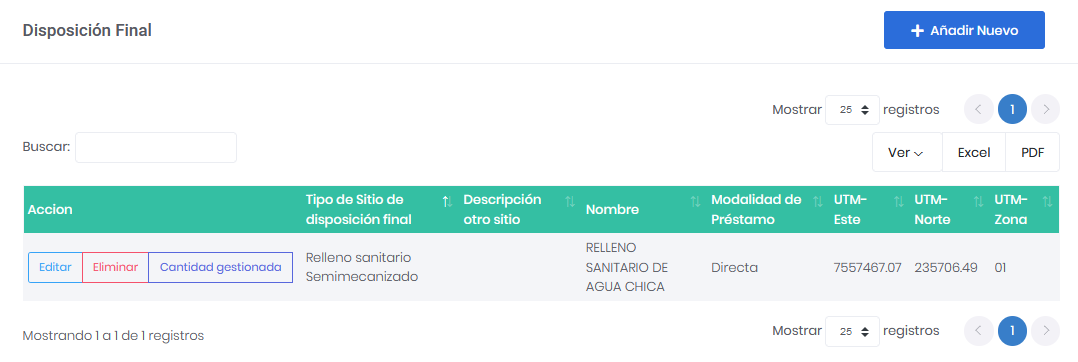 Disposición Final
Añadir Nuevo
Mostrar 25 registros
1
Buscar:
Ver
Excel
PDF
Accion
Tipo de Sitio de
disposición final
Descripción
otro sitio
Nombre
Modalidad de
Préstamo
UTM-
Este
UTM-
Norte
UTM-
Zona
Editar
Eliminar
Cantidad gestionada
Relleno sanitario
Semimecanizado
RELLENO
SANITARIO DE
AGUA CHICA
Directa
7557467.07
235706.49
01
Mostrando 1 a 1 de 1 registros
Mostrar 25 registros
1